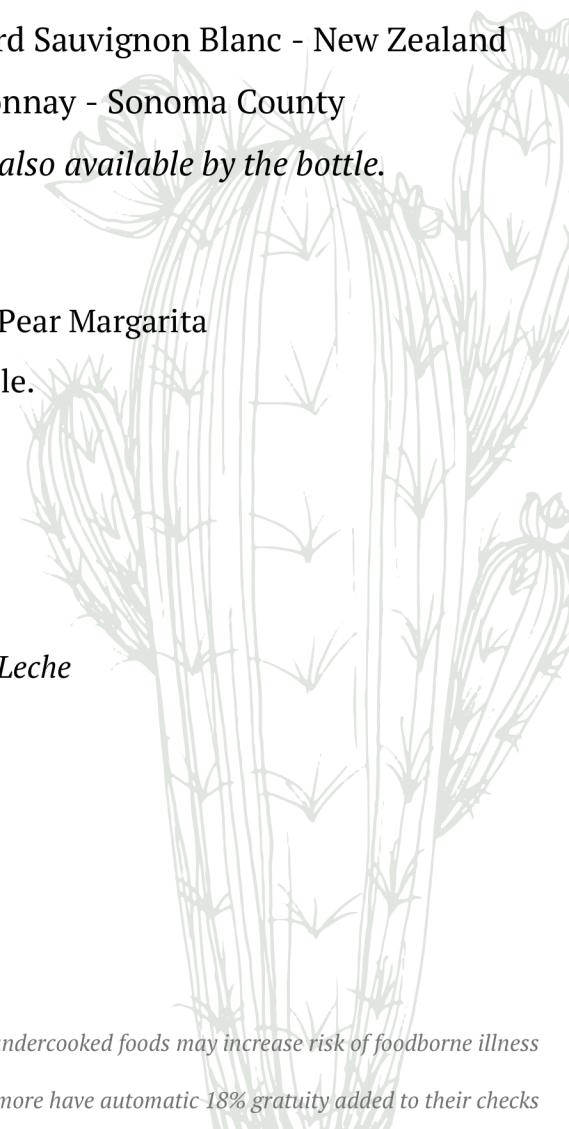 rd Sauvignon Blanc - New Zealand
onnay - Sonoma County
also available by the bottle.
Pear Margarita
le.
Leche
ndercooked foods may increase risk of foodborne illness
more have automatic 18% gratuity added to their checks